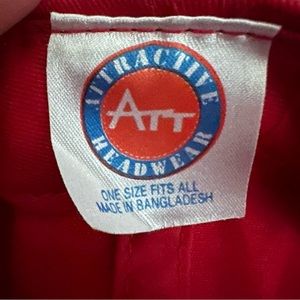 ATTRACTIVE
ATT
HEADWEAR
ONE SIZE FITS ALL
MADE IN BANGLADESH